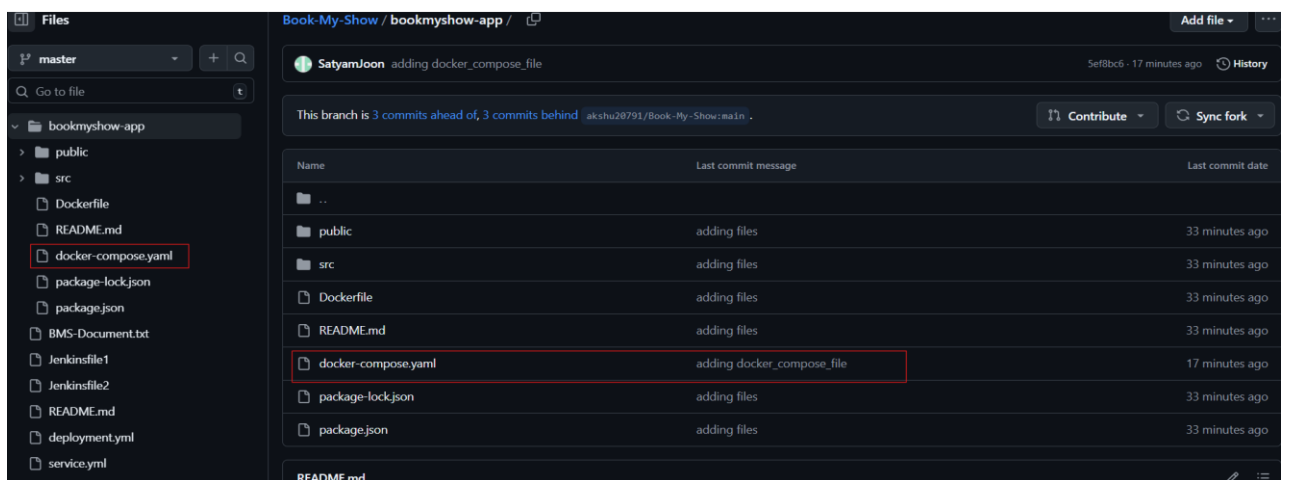 Files
master
Go to file
t
bookmyshow-app
public
src
Dockerfile
README.md
docker-compose.yaml
package-lock.json
package.json
BMS-Document.txt
Jenkinsfile1
Jenkinsfile2
README.md
deployment.yml
service.yml
Book-My-Show / bookmyshow-app /
Add file
SatyamJoon adding docker_compose_file
5ef8bc6 · 17 minutes ago History
This branch is 3 commits ahead of, 3 commits behind akshu20791/Book-My-Show:main .
Contribute
Sync fork
Name Last commit message Last commit date
..
public adding files 33 minutes ago
src adding files 33 minutes ago
Dockerfile adding files 33 minutes ago
README.md adding files 33 minutes ago
docker-compose.yaml adding docker_compose_file 17 minutes ago
package-lock.json adding files 33 minutes ago
package.json adding files 33 minutes ago
README.md